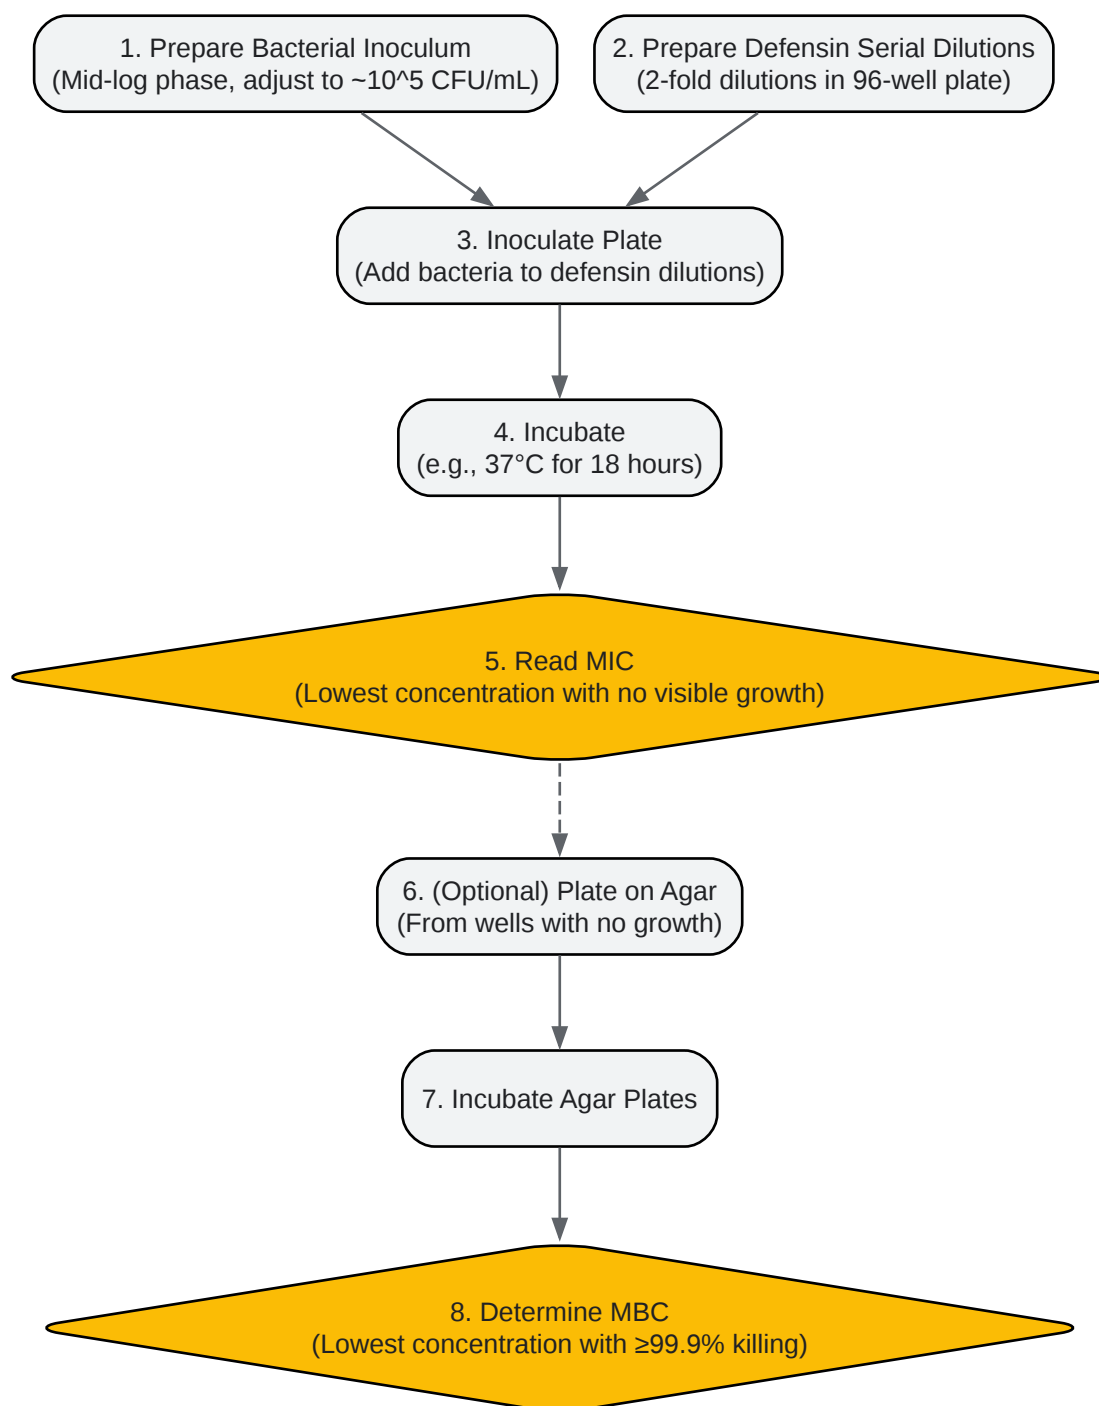 1. Prepare Bacterial Inoculum
(Mid-log phase, adjust to ~10^5 CFU/mL)
2. Prepare Defensin Serial Dilutions
(2-fold dilutions in 96-well plate)
3. Inoculate Plate
(Add bacteria to defensin dilutions)
4. Incubate
(e.g., 37°C for 18 hours)
5. Read MIC
(Lowest concentration with no visible growth)
6. (Optional) Plate on Agar
(From wells with no growth)
7. Incubate Agar Plates
8. Determine MBC
(Lowest concentration with ≥99.9% killing)